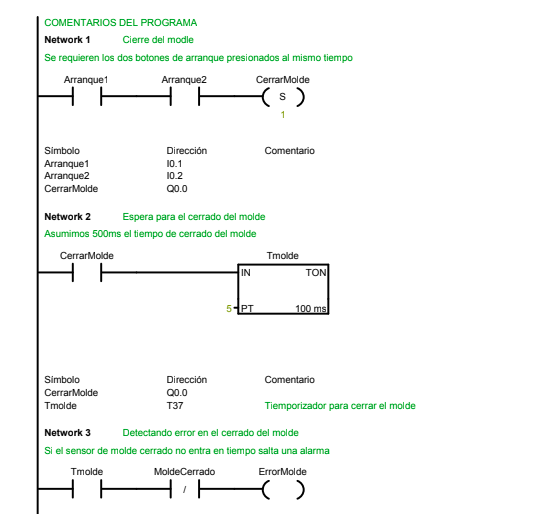 COMENTARIOS DEL PROGRAMA
Network 1 Cierre del modle
Se requieren los dos botones de arranque presionados al mismo tiempo
Arranque1 Arranque2 CerrarMolde
S
1
Símbolo Dirección Comentario
Arranque1 I0.1
Arranque2 I0.2
CerrarMolde Q0.0
Network 2 Espera para el cerrado del molde
Asumimos 500ms el tiempo de cerrado del molde
CerrarMolde Tmolde
IN TON
5 PT 100 ms
Símbolo Dirección Comentario
CerrarMolde Q0.0
Tmolde T37 Tiemporizador para cerrar el molde
Network 3 Detectando error en el cerrado del molde
Si el sensor de molde cerrado no entra en tiempo salta una alarma
Tmolde MoldeCerrado ErrorMolde
/